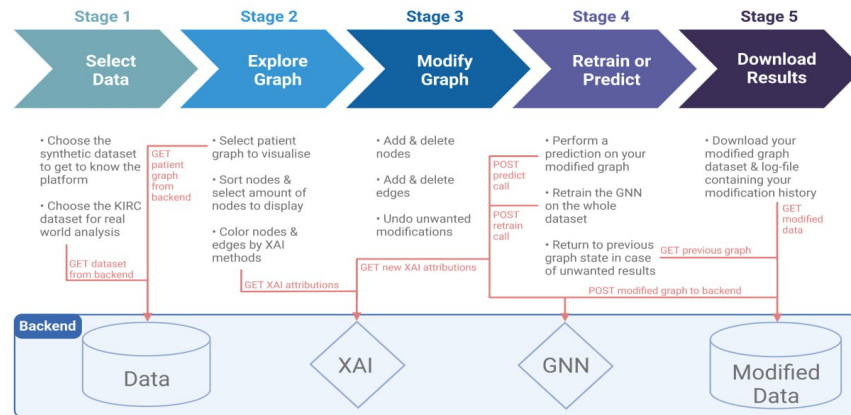 Stage 1
Stage 2
Stage 3
Stage 4
Stage 5
Select
Data
Explore
Graph
Modify
Graph
Retrain or
Predict
Download
Results
• Choose the
synthetic dataset
to get to know the
platform
• Choose the KIRC
dataset for real
world analysis
GET dataset
from backend
GET
patient
graph
from
backend
• Select patient
graph to visualise
• Sort nodes &
select amount of
nodes to display
• Color nodes &
edges by XAI
methods
GET XAI attributions
• Add & delete
nodes
• Add & delete
edges
• Undo unwanted
modifications
GET new XAI attributions
POST
predict
call
POST
retrain
call
• Perform a
prediction on your
modified graph
• Retrain the GNN
on the whole
dataset
• Return to previous
graph state in case
of unwanted results
GET previous graph
POST modified graph to backend
• Download your
modified graph
dataset & log-file
containing your
modification history
GET
modified
data
Backend
Data
XAI
GNN
Modified
Data